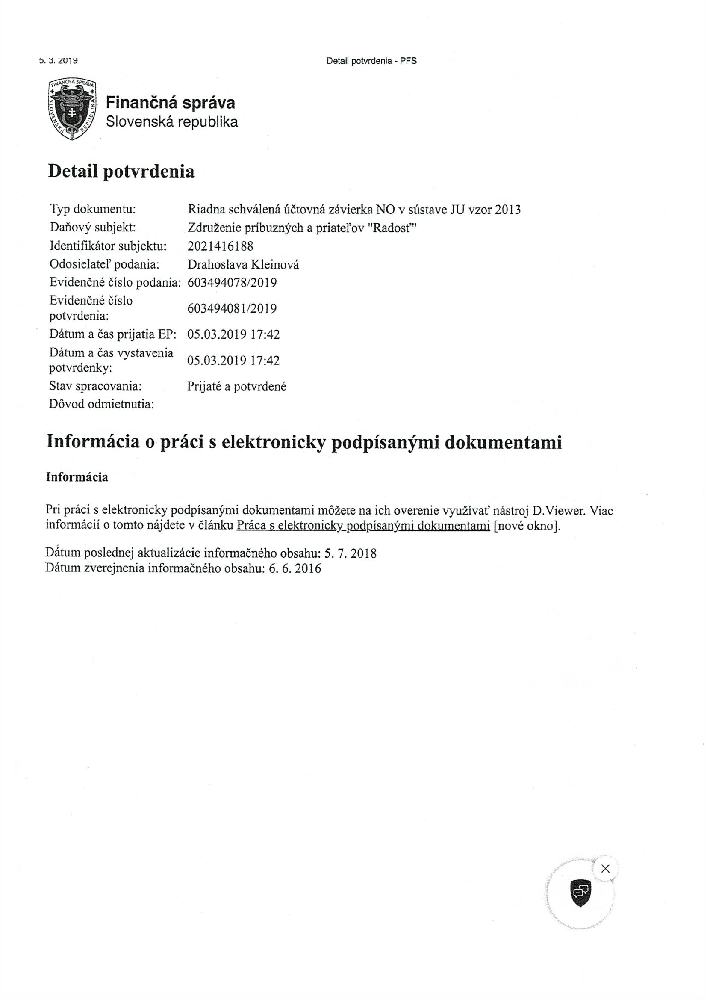 5. 3. 2019 Detail potvrdenia - PFS
FINANČNÁ SPRÁVA
SLOVENSKÁ REPUBLIKA
Finančná správa
Slovenská republika
Detail potvrdenia
Typ dokumentu: Riadna schválená účtovná závierka NO v sústave JU vzor 2013
Daňový subjekt: Združenie príbuzných a priateľov "Radosť"
Identifikátor subjektu: 2021416188
Odosielateľ podania: Drahoslava Kleinová
Evidenčné číslo podania: 603494078/2019
Evidenčné číslo
potvrdenia: 603494081/2019
Dátum a čas prijatia EP: 05.03.2019 17:42
Dátum a čas vystavenia
potvrdenky: 05.03.2019 17:42
Stav spracovania: Prijaté a potvrdené
Dôvod odmietnutia:
Informácia o práci s elektronicky podpísanými dokumentami
Informácia
Pri práci s elektronicky podpísanými dokumentami môžete na ich overenie využívať nástroj D.Viewer. Viac
informácií o tomto nájdete v článku Práca s elektronicky podpísanými dokumentami [nové okno].
Dátum poslednej aktualizácie informačného obsahu: 5. 7. 2018
Dátum zverejnenia informačného obsahu: 6. 6. 2016